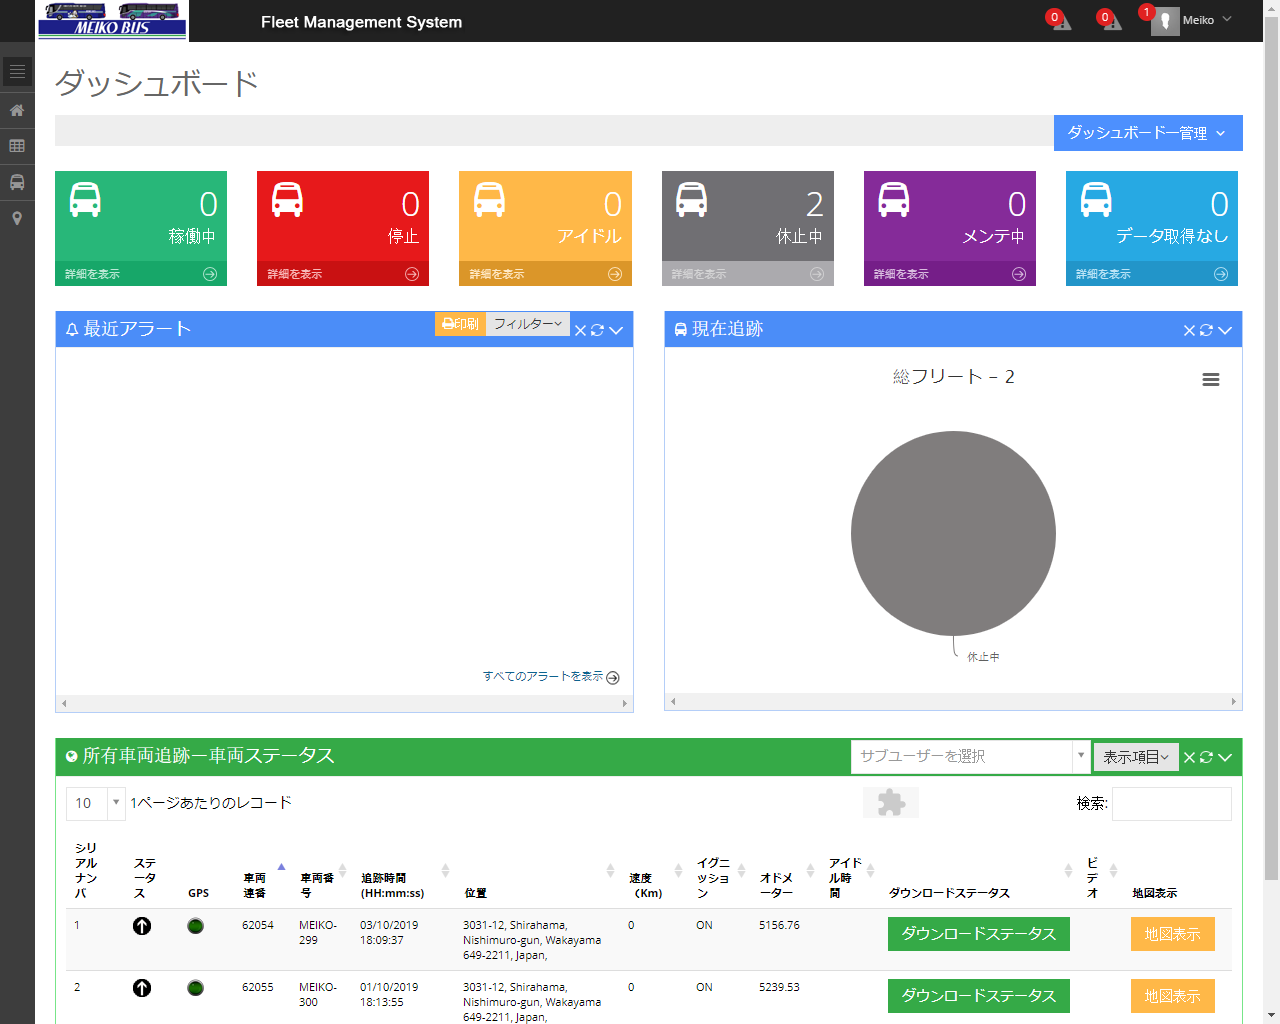 MEIKO BUS
Fleet Management System
0
0
1
Meiko
ダッシュボード
ダッシュボードー管理
0
稼働中
詳細を表示
0
停止
詳細を表示
0
アイドル
詳細を表示
2
休止中
詳細を表示
0
メンテ中
詳細を表示
0
データ取得なし
詳細を表示
最近アラート
印刷
フィルター
現在追跡
総フリート – 2
休止中
すべてのアラートを表示
所有車両追跡ー車両ステータス
サブユーザーを選択
表示項目
10
1ページあたりのレコード
検索:
シリアルナンバ ステータス GPS 車両連番 車両番号 追跡時間 (HH:mm:ss) 位置 速度 (Km) イグニッション オドメーター アイドル時間 ダウンロードステータス ビデオ 地図表示
1 62054 MEIKO-299 03/10/2019 18:09:37 3031-12, Shirahama, Nishimuro-gun, Wakayama 649-2211, Japan, 0 ON 5156.76 ダウンロードステータス 地図表示
2 62055 MEIKO-300 01/10/2019 18:13:55 3031-12, Shirahama, Nishimuro-gun, Wakayama 649-2211, Japan, 0 ON 5239.53 ダウンロードステータス 地図表示